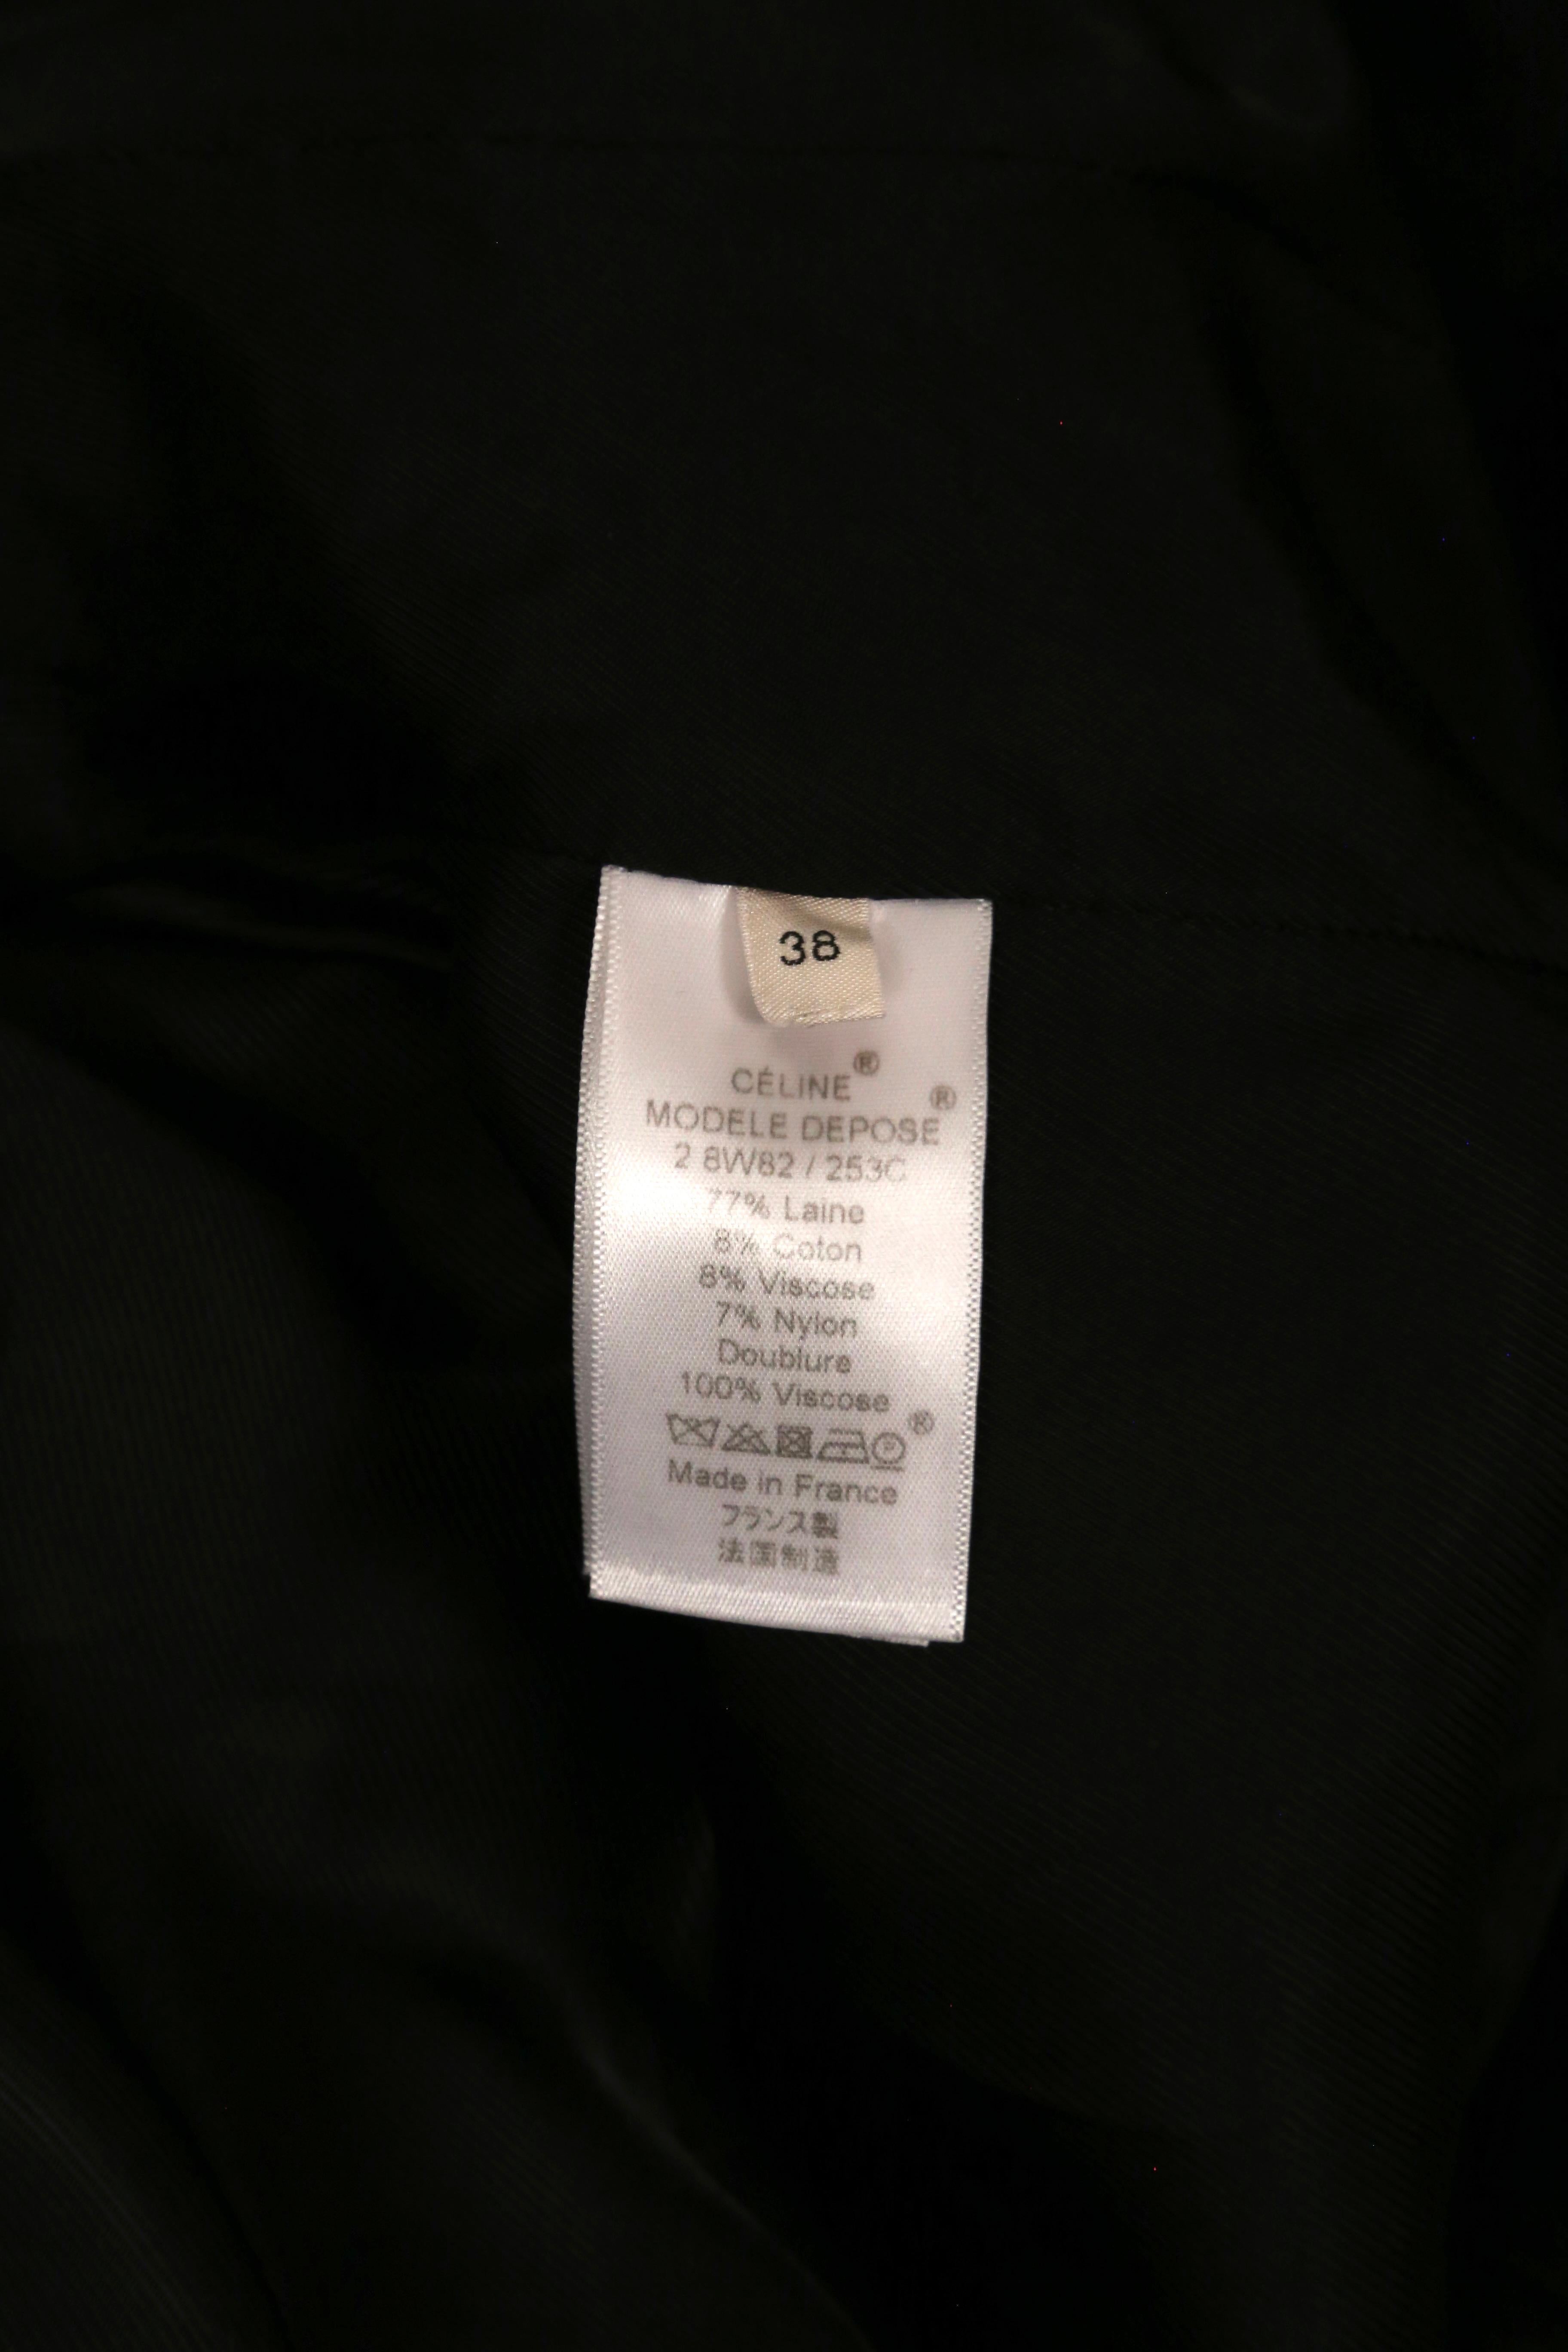 38
CÉLINE®
MODELE DEPOSE®
2 8W82 / 253C
77% Laine
8% Coton
8% Viscose
7% Nylon
Doublure
100% Viscose
®
P
Made in France
フランス製
法国制造